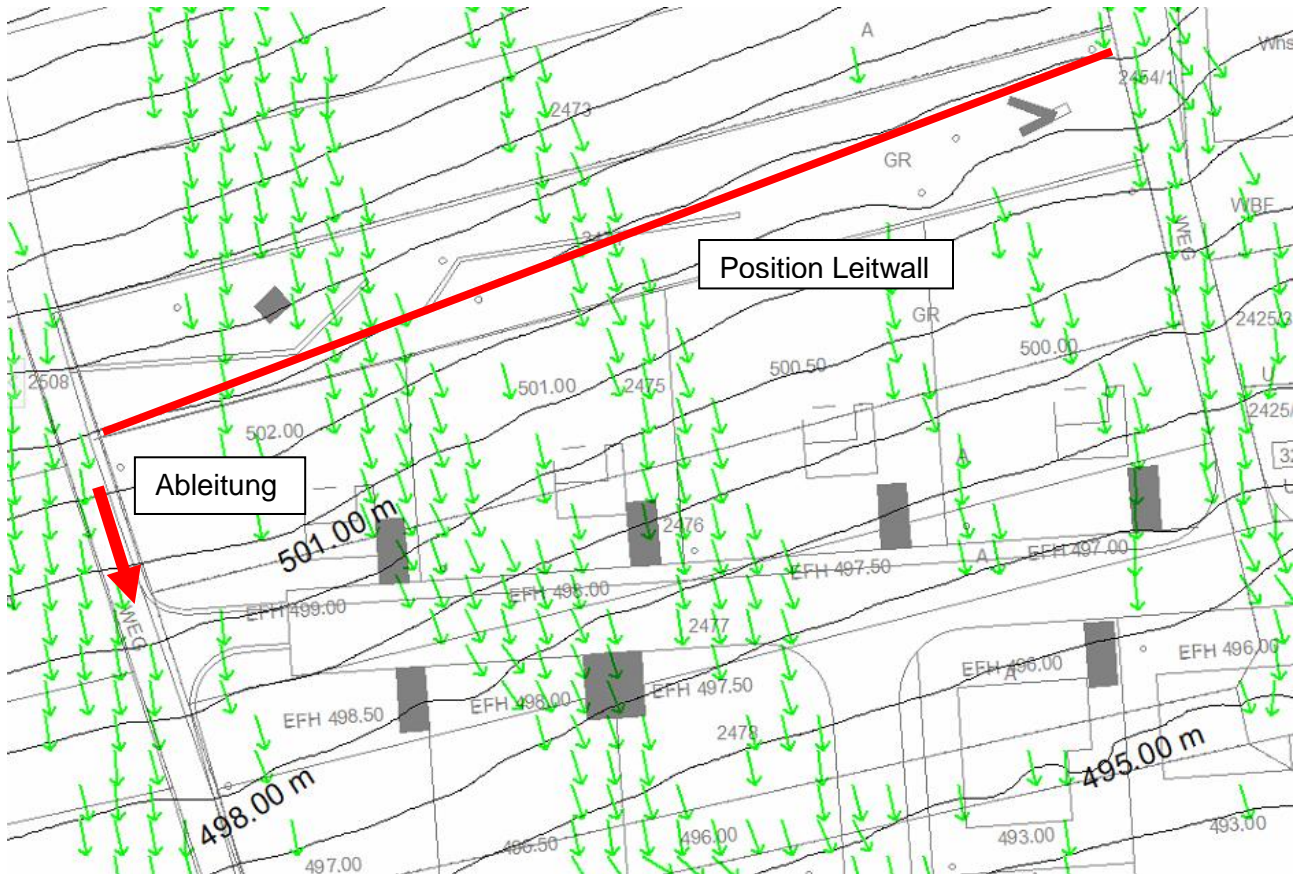 A
Whs
2454/1
2473
GR
WBF
WEG
Position Leitwall
GR
2425/3
500.00
500.50
2508
501.00
2475
U
2425/
502.00
A
32
Ableitung
U
501.00 m
2476
A
EFH 497.00
EFH 497.50
EFH 498.00
EFH 499.00
WEG
2477
EFH 496.00
EFH 496.00
A
EFH 497.50
EFH 498.00
EFH 498.50
2478
495.00 m
498.00 m
493.00
493.00
496.00
496.50
497.00